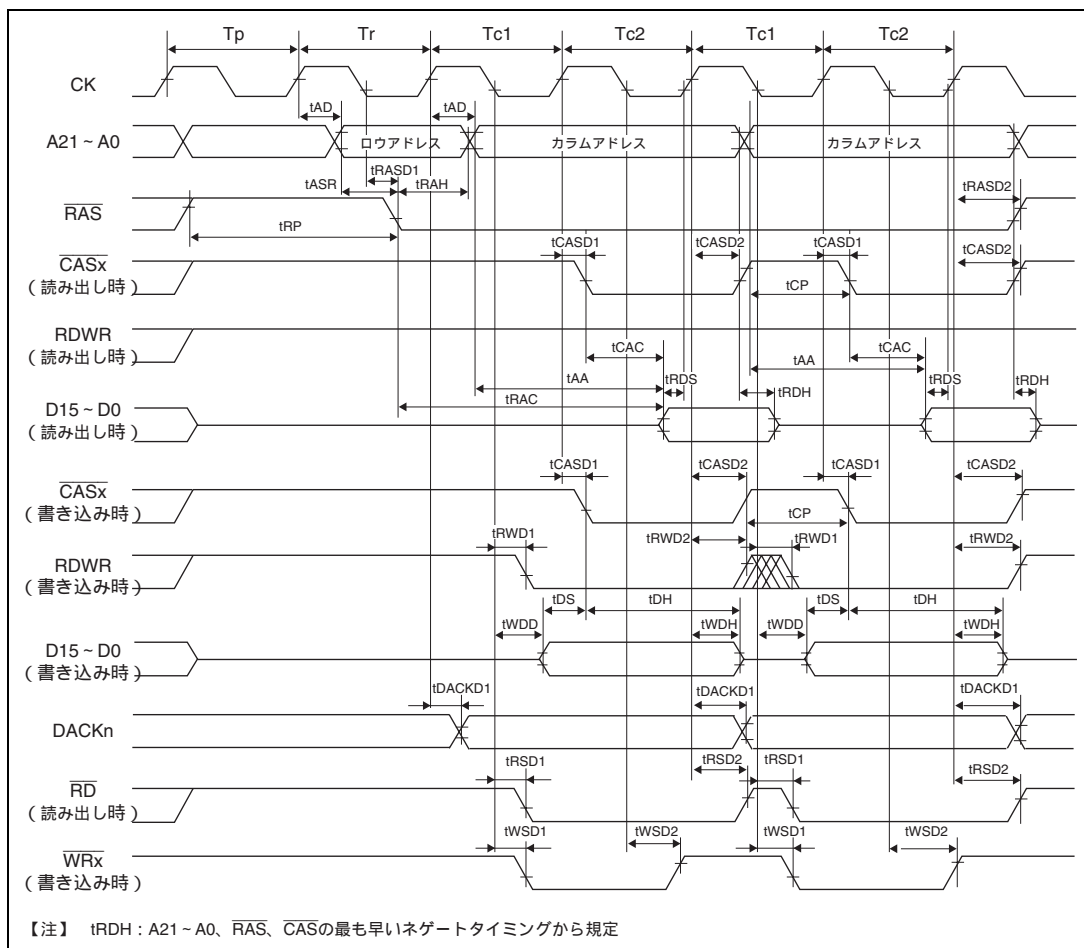 Tp Tr Tc1 Tc2 Tc1 Tc2
CK
tAD tAD
A21～A0 ロウアドレス カラムアドレス カラムアドレス
tRASD1
tASR tRAH tRASD2
RAS
tRP
tCASD1 tCASD2 tCASD1 tCASD2
CASx
(読み出し時)
tCP
RDWR
(読み出し時)
tCAC tCAC
tAA tAA
tRDS tRDS
tRAC tRDH tRDH
D15～D0
(読み出し時)
tCASD1 tCASD2 tCASD1 tCASD2
CASx
(書き込み時)
tCP
tRWD1 tRWD2 tRWD1 tRWD2
RDWR
(書き込み時)
tDS tDH tDS tDH
tWDD tWDH tWDD tWDH
D15～D0
(書き込み時)
tDACKD1 tDACKD1 tDACKD1
DACKn
tRSD1 tRSD2 tRSD1 tRSD2
RD
(読み出し時)
tWSD1 tWSD2 tWSD1 tWSD2
WRx
(書き込み時)
【注】 tRDH：A21～A0、RAS、CASの最も早いネゲートタイミングから規定